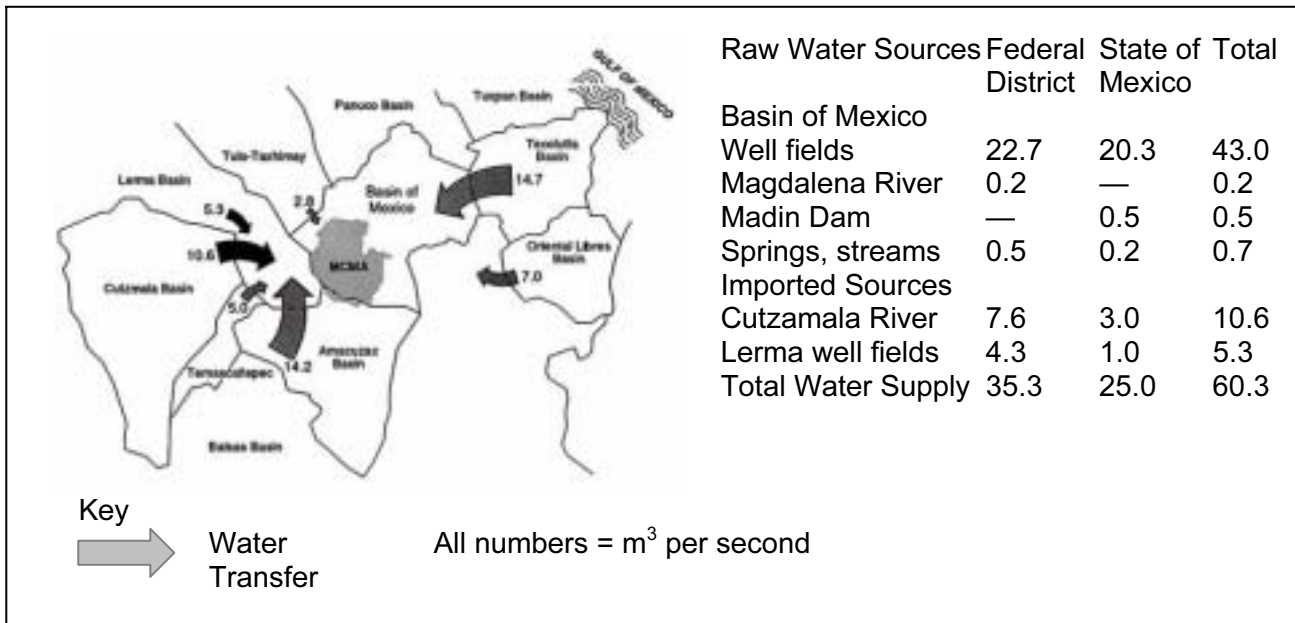 GULF OF MEXICO
Panuco Basin
Tuxpan Basin
Tula-Taxhimay
Tecolutla
Basin
14.7
Lerma Basin
Basin of
Mexico
2.8
5.3
10.6
MCMA
Oriental Libres
Basin
7.0
Cutzmala Basin
5.0
14.2
Amacuzac
Basin
Temascaltepec
Balsas Basin
Raw Water Sources Federal District State of Mexico Total
Basin of Mexico
Well fields 22.7 20.3 43.0
Magdalena River 0.2 — 0.2
Madin Dam — 0.5 0.5
Springs, streams 0.5 0.2 0.7
Imported Sources
Cutzamala River 7.6 3.0 10.6
Lerma well fields 4.3 1.0 5.3
Total Water Supply 35.3 25.0 60.3
Key
Water
Transfer
All numbers = m³ per second